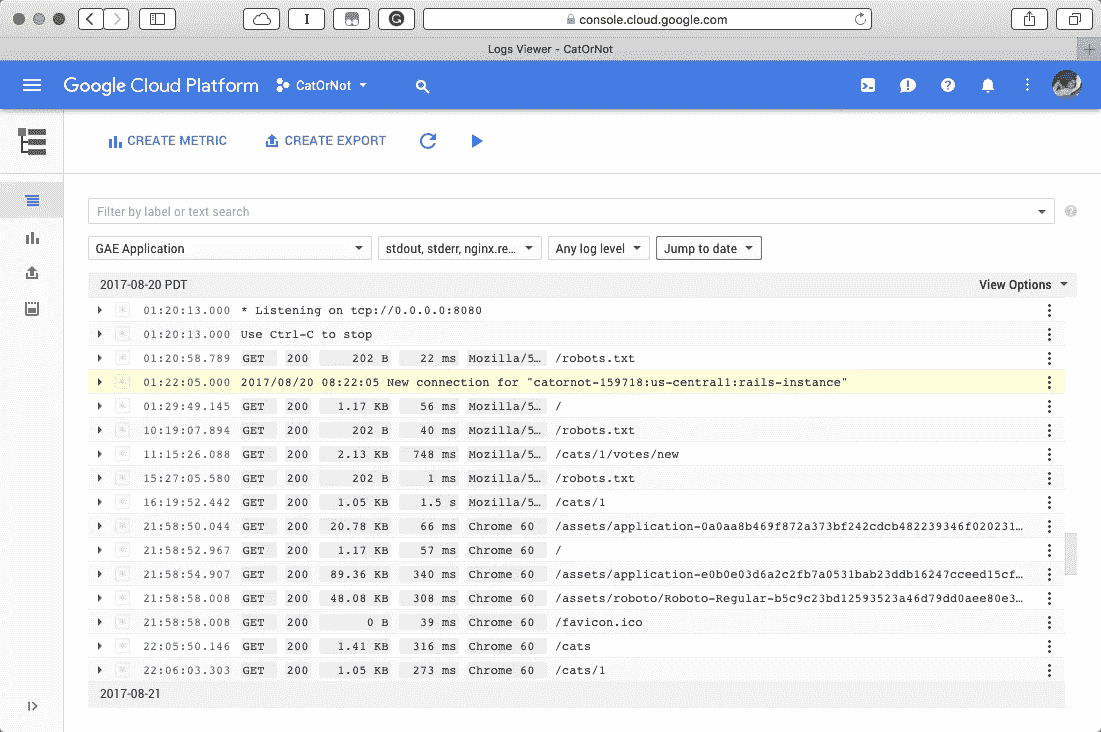 console.cloud.google.com
Logs Viewer - CatOrNot
Google Cloud Platform CatOrNot
CREATE METRIC CREATE EXPORT
Filter by label or text search
GAE Application stdout, stderr, nginx.re... Any log level Jump to date
2017-08-20 PDT View Options
01:20:13.000 * Listening on tcp://0.0.0.0:8080
01:20:13.000 Use Ctrl-C to stop
01:20:58.789 GET 200 202 B 22 ms Mozilla/5... /robots.txt
01:22:05.000 2017/08/20 08:22:05 New connection for "catornot-159718:us-central1:rails-instance"
01:29:49.145 GET 200 1.17 KB 56 ms Mozilla/5... /
10:19:07.894 GET 200 202 B 40 ms Mozilla/5... /robots.txt
11:15:26.088 GET 200 2.13 KB 748 ms Mozilla/5... /cats/1/votes/new
15:27:05.580 GET 200 202 B 1 ms Mozilla/5... /robots.txt
16:19:52.442 GET 200 1.05 KB 1.5 s Mozilla/5... /cats/1
21:58:50.044 GET 200 20.78 KB 66 ms Chrome 60 /assets/application-0a0aa8b469f872a373bf242cdcb482239346f020231...
21:58:52.967 GET 200 1.17 KB 57 ms Chrome 60 /
21:58:54.907 GET 200 89.36 KB 340 ms Chrome 60 /assets/application-e0b0e03d6a2c2fb7a0531bab23ddb16247cceed15cf...
21:58:58.008 GET 200 48.08 KB 308 ms Chrome 60 /assets/roboto/Roboto-Regular-b5c9c23bd12593523a46d79dd0aee80e3...
21:58:58.008 GET 200 0 B 39 ms Chrome 60 /favicon.ico
22:05:50.146 GET 200 1.41 KB 316 ms Chrome 60 /cats
22:06:03.303 GET 200 1.05 KB 273 ms Chrome 60 /cats/1
2017-08-21